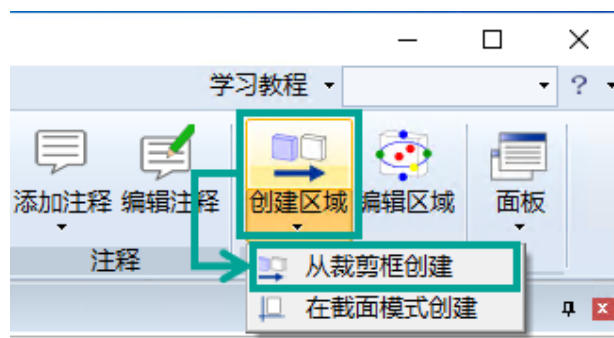 学习教程 ?
添加注释 编辑注释 创建区域 编辑区域 面板
注释
从裁剪框创建
在截面模式创建